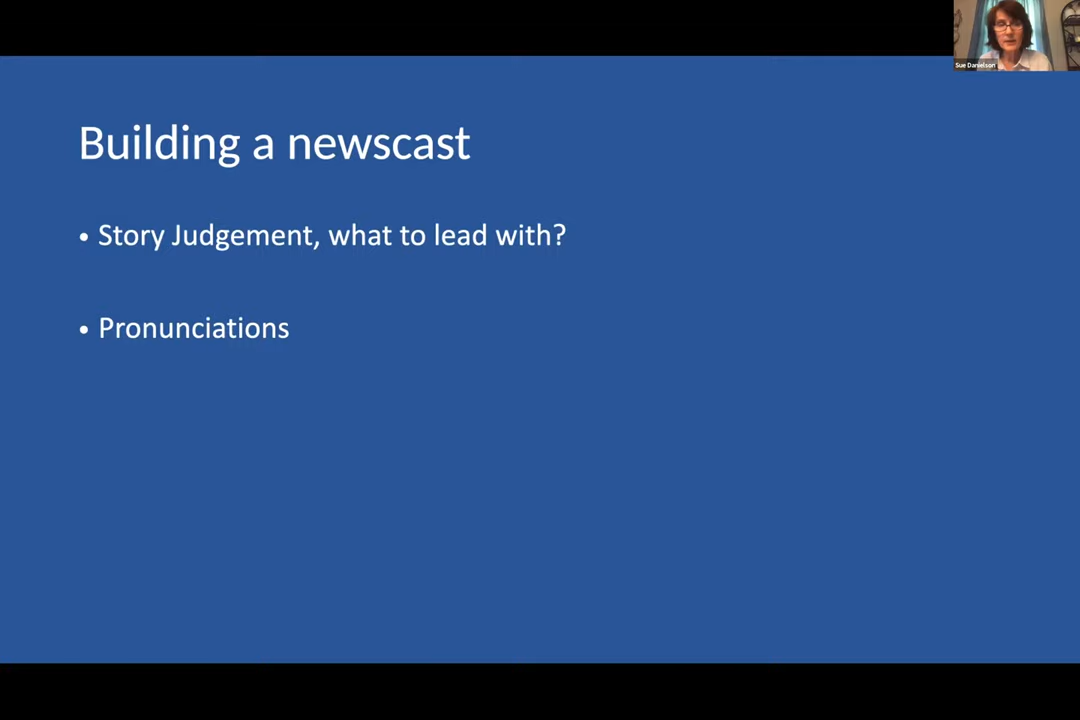 Sue Danielson
Building a newscast
• Story Judgement, what to lead with?
• Pronunciations